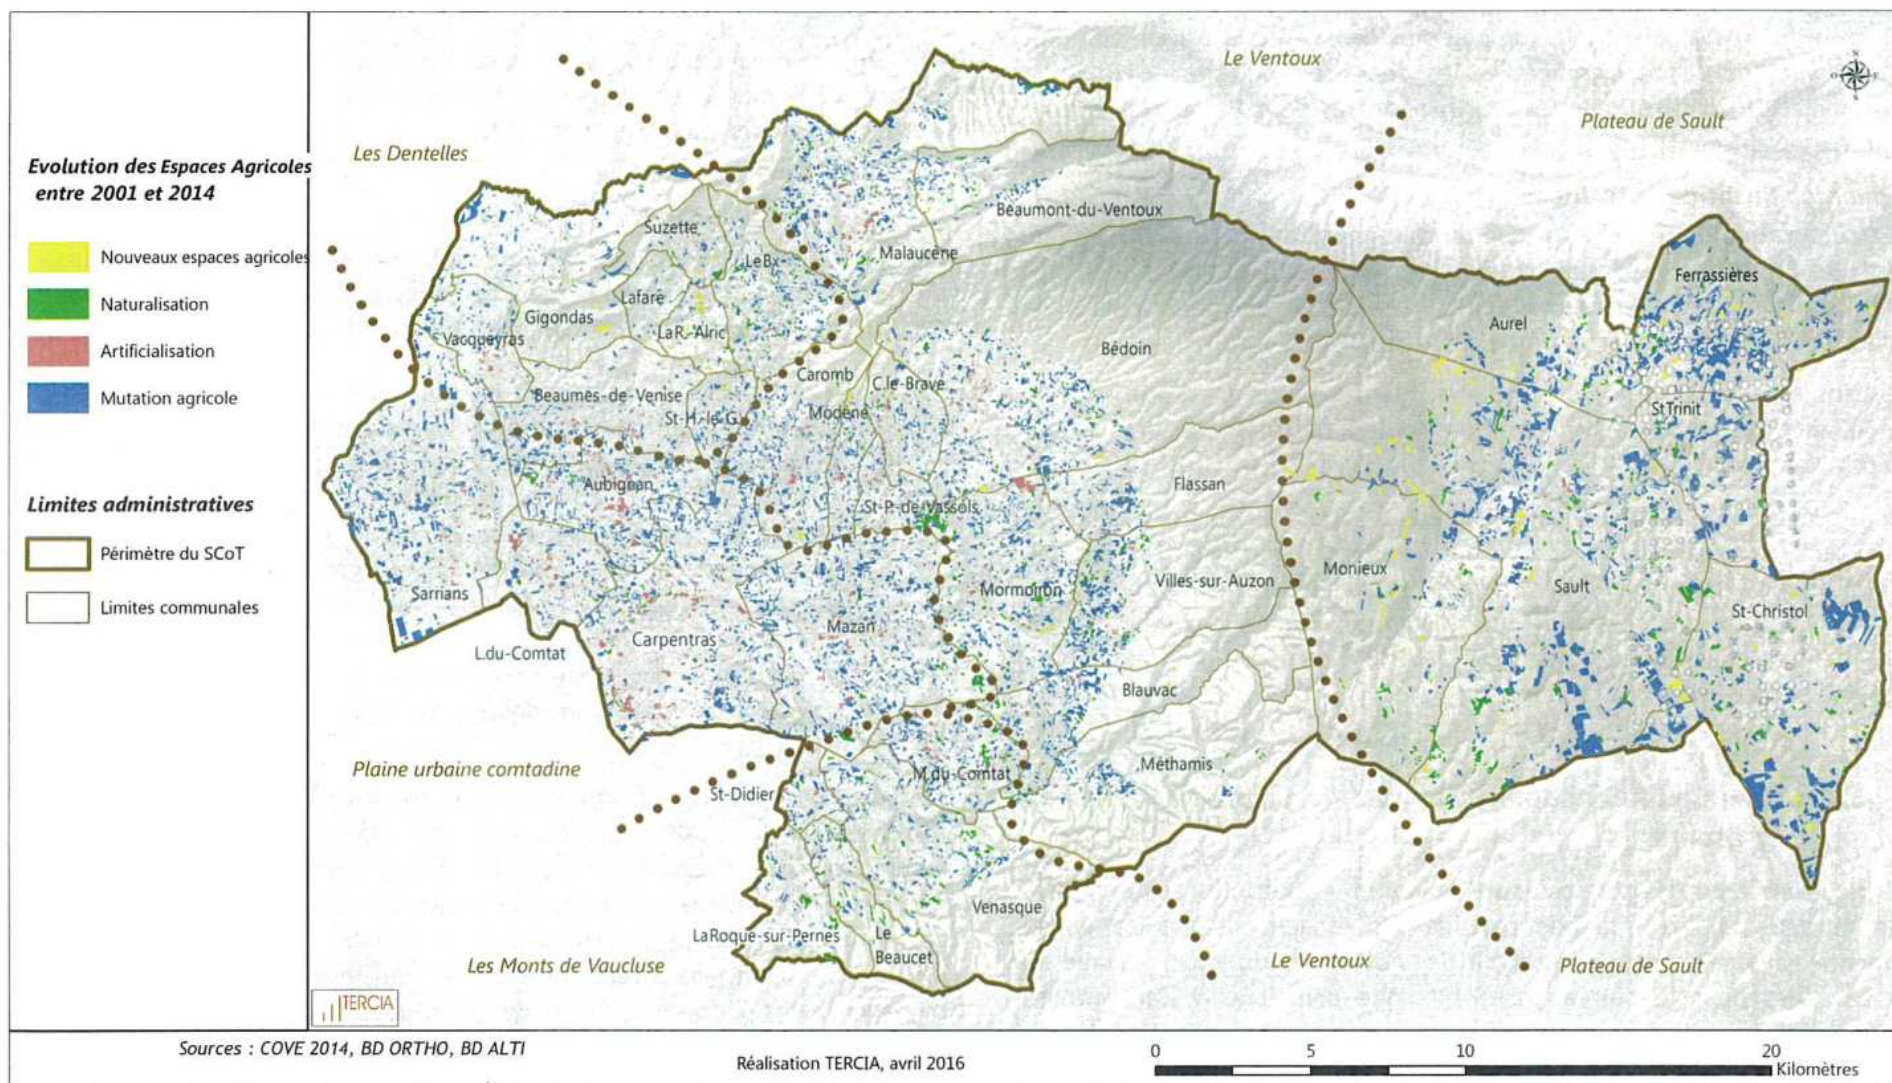 Evolution des Espaces Agricoles
entre 2001 et 2014
Nouveaux espaces agricoles
Naturalisation
Artificialisation
Mutation agricole
Limites administratives
Périmètre du SCoT
Limites communales
Le Ventoux
Plateau de Sault
Les Dentelles
Beaumont-du-Ventoux
Suzette
Malaucène
LeBx
Ferrassières
Lafare
Gigondas
Aurel
LaR.-Alric
Vacqueyras
Bédoin
Caromb
C.le-Brave
Beaumes-de-Venise
Modène
St-H.-le-G.
StTrinit
Aubignan
Flassan
St-P.-de-Vassols
Monieux
Villes-sur-Auzon
Sault
Sarrians
Mormoiron
St-Christol
Mazan
Carpentras
L.du-Comtat
Blauvac
Plaine urbaine comtadine
M.du-Comtat
Méthamis
St-Didier
Venasque
LaRoque-sur-Pernes
Le
Beaucet
Les Monts de Vaucluse
Le Ventoux
Plateau de Sault
TERCIA
Sources : COVE 2014, BD ORTHO, BD ALTI
Réalisation TERCIA, avril 2016
0 5 10 20
Kilomètres